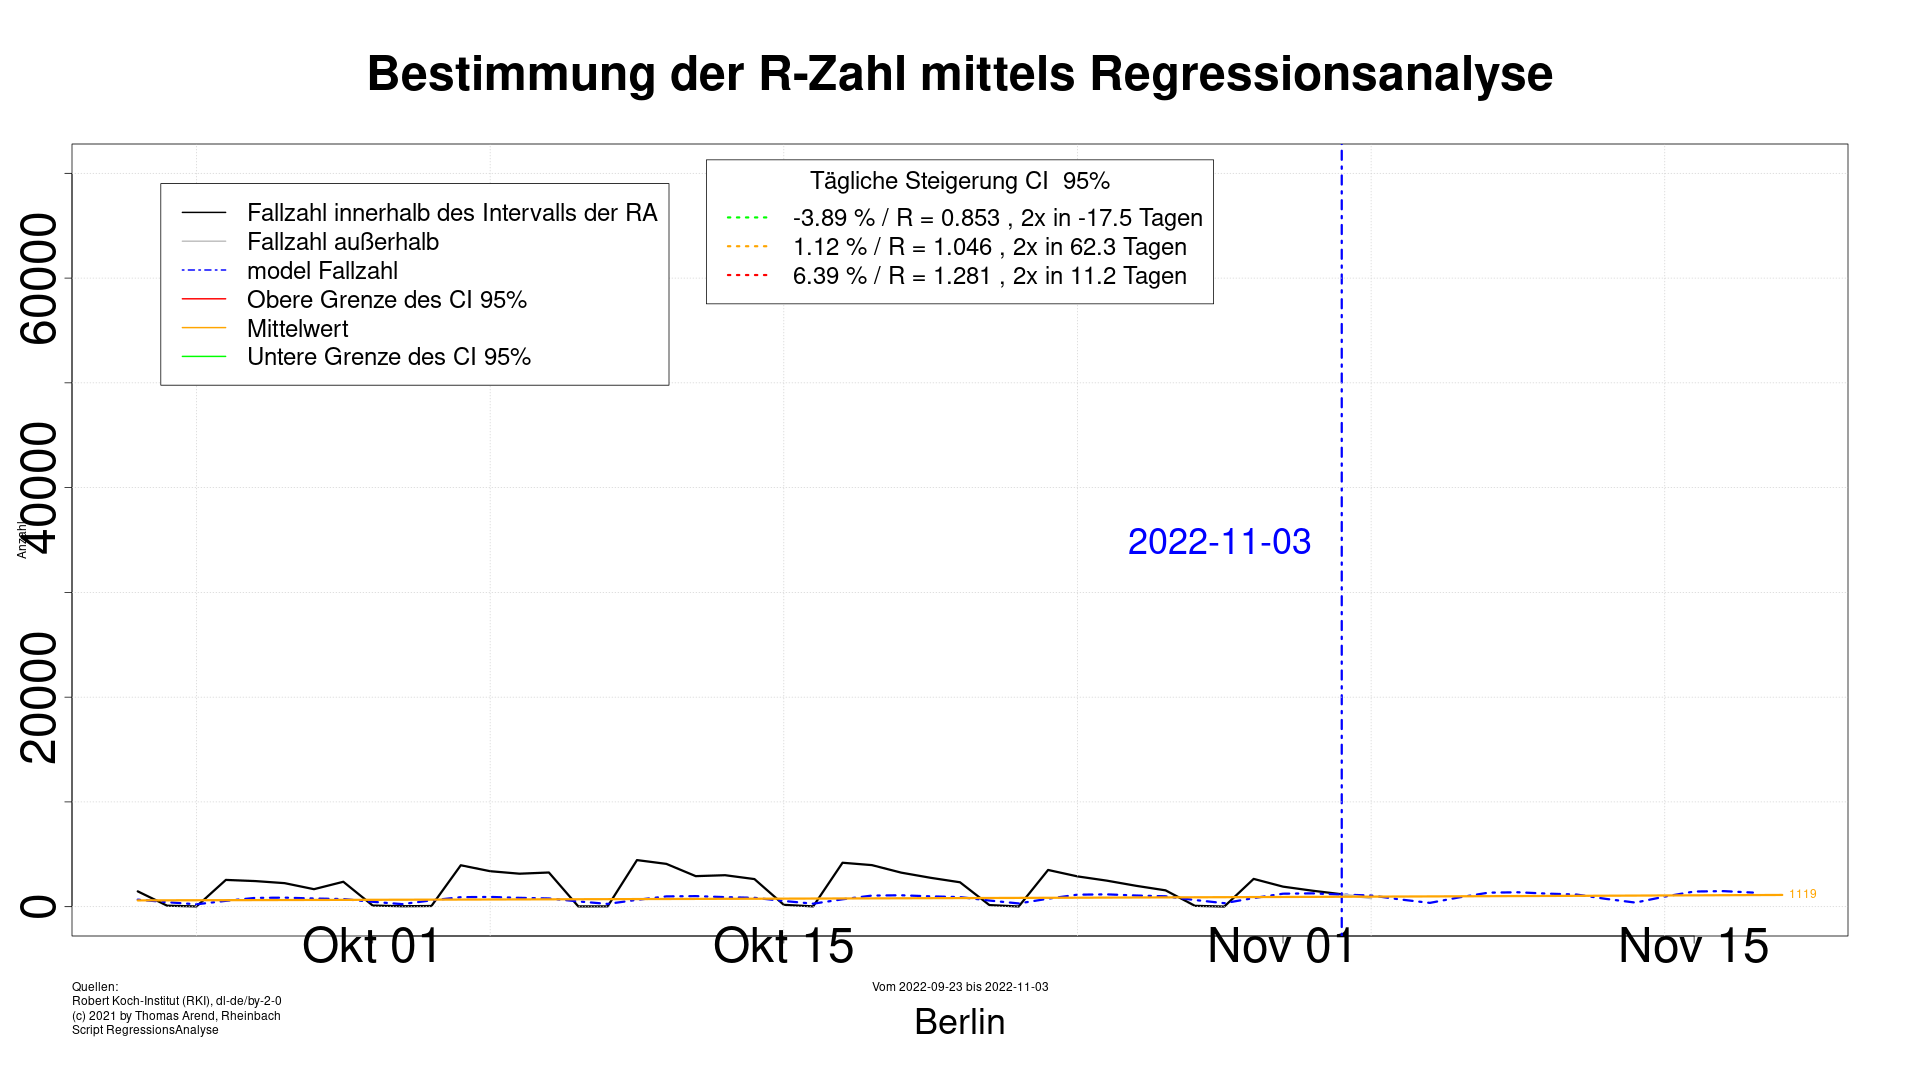 Bestimmung der R-Zahl mittels Regressionsanalyse
Fallzahl innerhalb des Intervalls der RA
Fallzahl außerhalb
model Fallzahl
Obere Grenze des CI 95%
Mittelwert
Untere Grenze des CI 95%
Tägliche Steigerung CI  95%
-3.89 % / R = 0.853 , 2x in -17.5 Tagen
1.12 % / R = 1.046 , 2x in 62.3 Tagen
6.39 % / R = 1.281 , 2x in 11.2 Tagen
60000
40000
20000
0
Anzahl
2022-11-03
1119
Okt 01
Okt 15
Nov 01
Nov 15
Quellen:
Robert Koch-Institut (RKI), dl-de/by-2-0
(c) 2021 by Thomas Arend, Rheinbach
Script RegressionsAnalyse
Vom 2022-09-23 bis 2022-11-03
Berlin